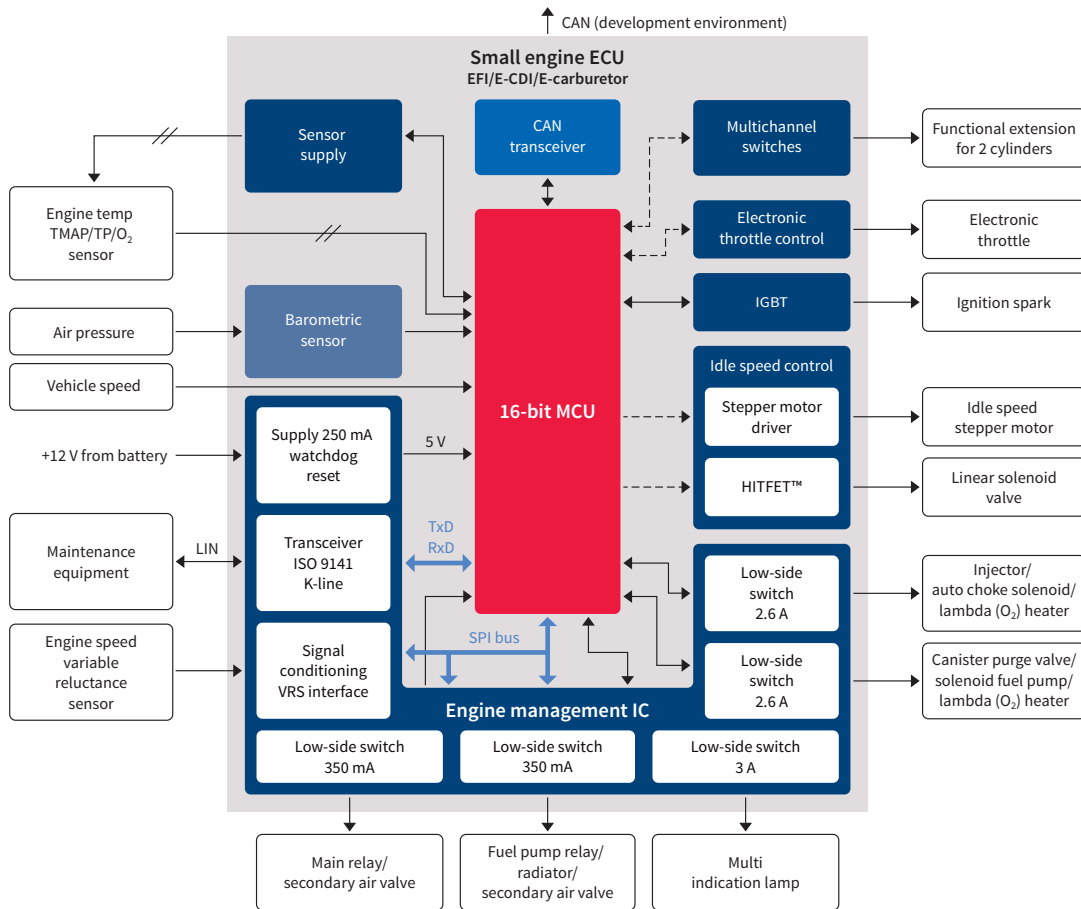 CAN (development environment)
Small engine ECU
EFI/E-CDI/E-carburetor
Sensor
supply
CAN
transceiver
Multichannel
switches
Functional extension
for 2 cylinders
Engine temp
TMAP/TP/O₂
sensor
Electronic
throttle control
Electronic
throttle
IGBT
Ignition spark
Air pressure
Barometric
sensor
Vehicle speed
16-bit MCU
Idle speed control
Stepper motor
driver
Idle speed
stepper motor
HITFET™
Linear solenoid
valve
+12 V from battery
Supply 250 mA
watchdog
reset
5 V
Maintenance
equipment
LIN
Transceiver
ISO 9141
K-line
TxD
RxD
Low-side
switch
2.6 A
Injector/
auto choke solenoid/
lambda (O₂) heater
Engine speed
variable
reluctance
sensor
Signal
conditioning
VRS interface
SPI bus
Low-side
switch
2.6 A
Canister purge valve/
solenoid fuel pump/
lambda (O₂) heater
Engine management IC
Low-side switch
350 mA
Low-side switch
350 mA
Low-side switch
3 A
Main relay/
secondary air valve
Fuel pump relay/
radiator/
secondary air valve
Multi
indication lamp